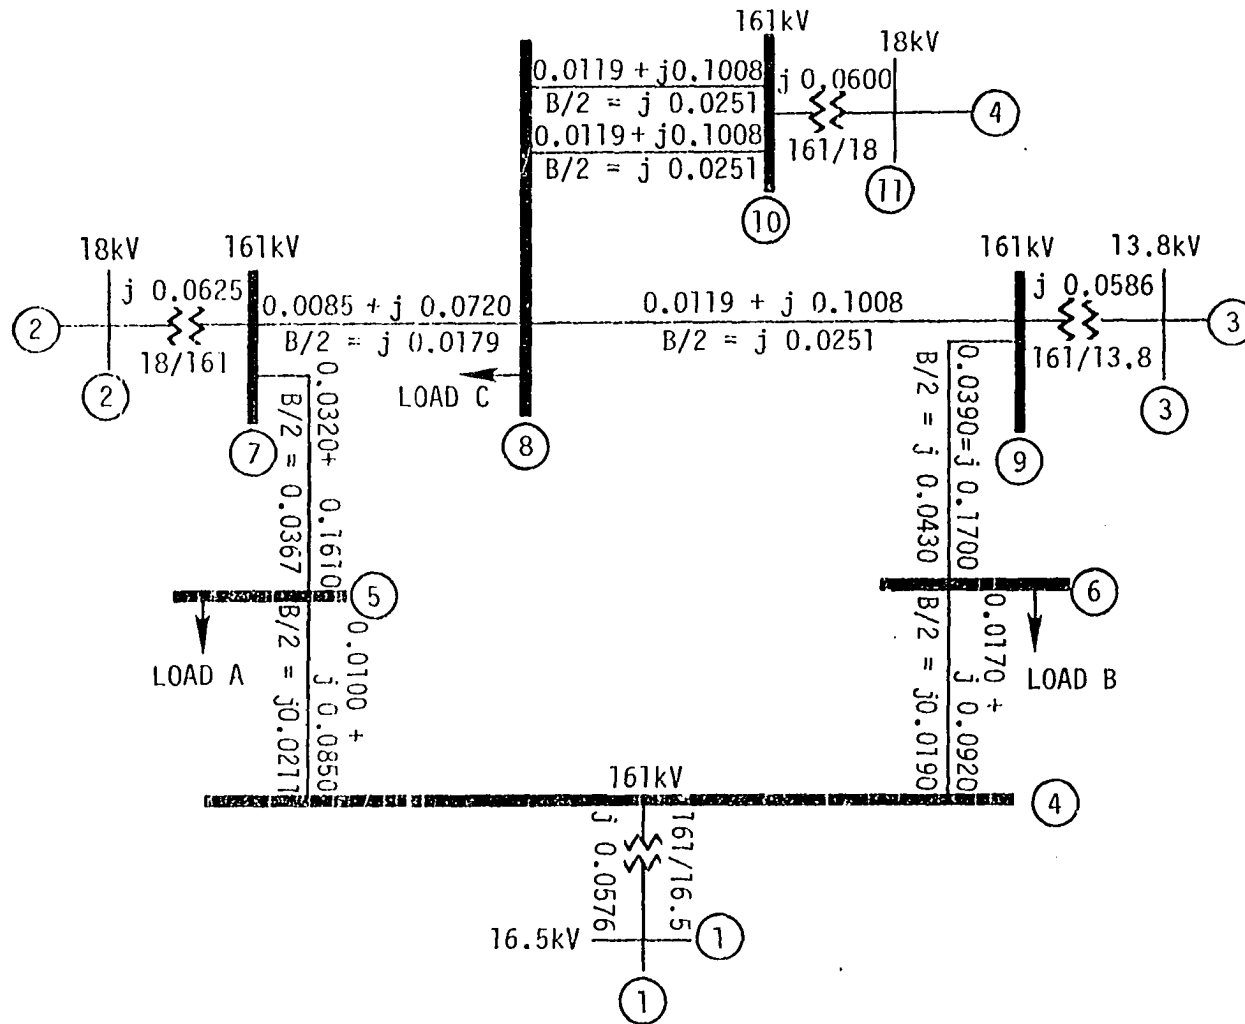 161kV
18kV
0.0119 + j0.1008
B/2 = j 0.0251
0.0119 + j0.1008
B/2 = j 0.0251
j 0.0600
161/18
4
11
10
18kV
161kV
161kV
13.8kV
j 0.0625
18/161
2
2
0.0085 + j 0.0720
B/2 = j 0.0179
0.0119 + j 0.1008
B/2 = j 0.0251
j 0.0586
161/13.8
3
3
LOAD C
7
8
9
0.0320+ 0.1610
B/2 = 0.0367
0.0390=j 0.1700
B/2 = j 0.0430
5
6
LOAD A
LOAD B
0.0100 +
j 0.0850
B/2 = j0.0211
0.0170 +
j 0.0920
B/2 = j0.0190
161kV
4
161/16.5
j 0.0576
16.5kV
1
1